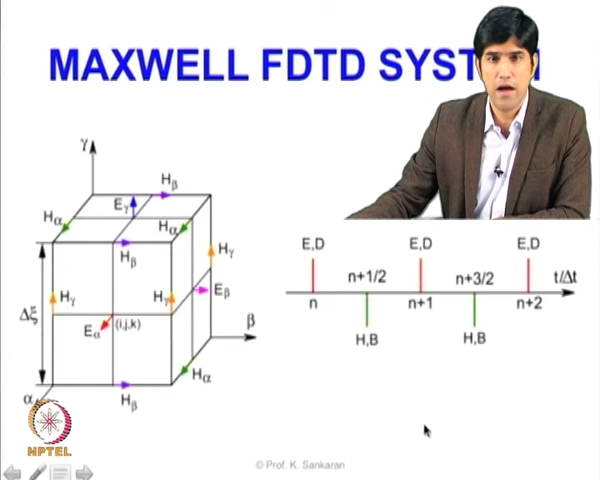 MAXWELL FDTD SYST
γ
Hβ
Eγ
Hα
Hα
Hβ
Hγ
Hγ
Hγ
Eβ
Δξ
Eα
(i,j,k)
β
Hα
α
Hβ
E,D
E,D
E,D
n+1/2
n+3/2
t/Δt
n
n+1
n+2
H,B
H,B
NPTEL
© Prof. K. Sankaran